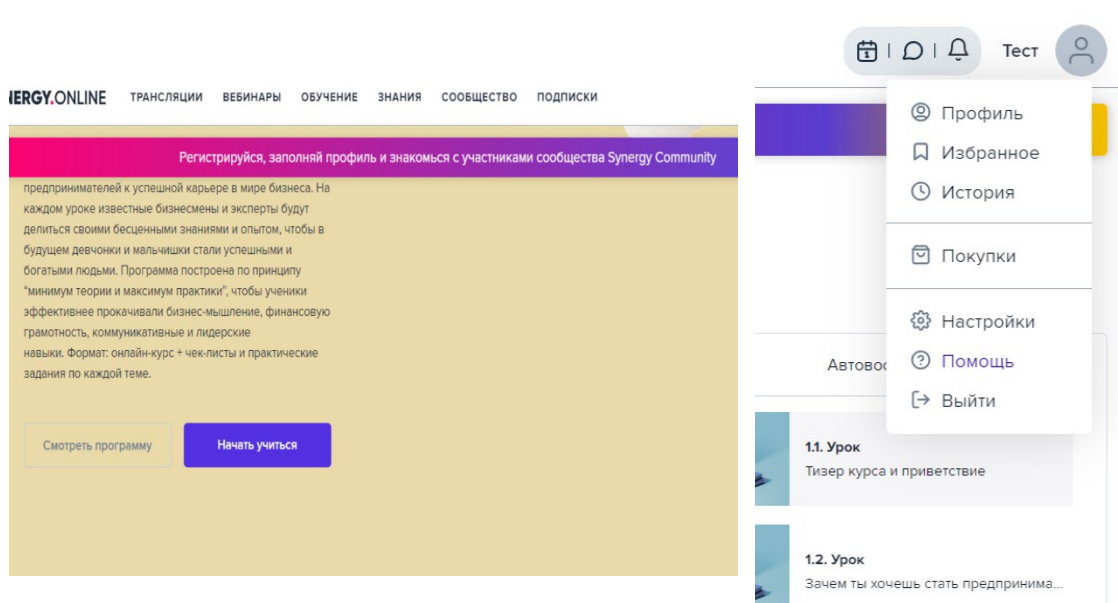 NERGY.ONLINE ТРАНСЛЯЦИИ ВЕБИНАРЫ ОБУЧЕНИЕ ЗНАНИЯ СООБЩЕСТВО ПОДПИСКИ
Регистрируйся, заполняй профиль и знакомься с участниками сообщества Synergy Community
предпринимателей к успешной карьере в мире бизнеса. На
каждом уроке известные бизнесмены и эксперты будут
делиться своими бесценными знаниями и опытом, чтобы в
будущем девчонки и мальчишки стали успешными и
богатыми людьми. Программа построена по принципу
“минимум теории и максимум практики”, чтобы ученики
эффективнее прокачивали бизнес-мышление, финансовую
грамотность, коммуникативные и лидерские
навыки. Формат: онлайн-курс + чек-листы и практические
задания по каждой теме.
Смотреть программу
Начать учиться
Тест
Профиль
Избранное
История
Покупки
Настройки
Помощь
Выйти
Автовос
1.1. Урок
Тизер курса и приветствие
1.2. Урок
Зачем ты хочешь стать предпринима...